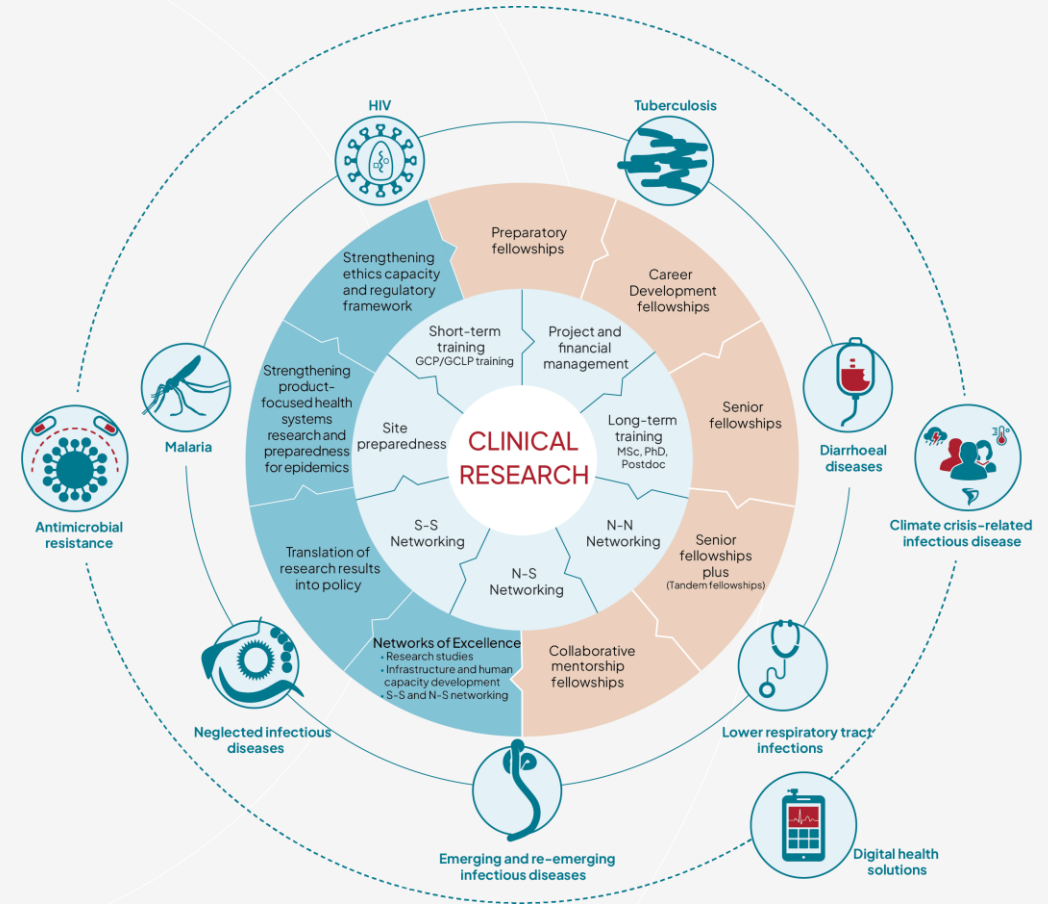 HIV
Tuberculosis
Preparatory
fellowships
Strengthening
ethics capacity
and regulatory
framework
Career
Development
fellowships
Short-term
training
GCP/GCLP training
Project and
financial
management
Strengthening
product-
focused health
systems
research and
preparedness
for epidemics
Senior
fellowships
Site
preparedness
CLINICAL
RESEARCH
Long-term
training
MSc, PhD,
Postdoc
Malaria
Diarrhoeal
diseases
Antimicrobial
resistance
Climate crisis-related
infectious disease
S-S
Networking
N-N
Networking
N-S
Networking
Translation of
research results
into policy
Senior
fellowships
plus
(Tandem fellowships)
Networks of Excellence
• Research studies
• Infrastructure and human
capacity development
• S-S and N-S networking
Collaborative
mentorship
fellowships
Neglected infectious
diseases
Lower respiratory tract
infections
Emerging and re-emerging
infectious diseases
Digital health
solutions